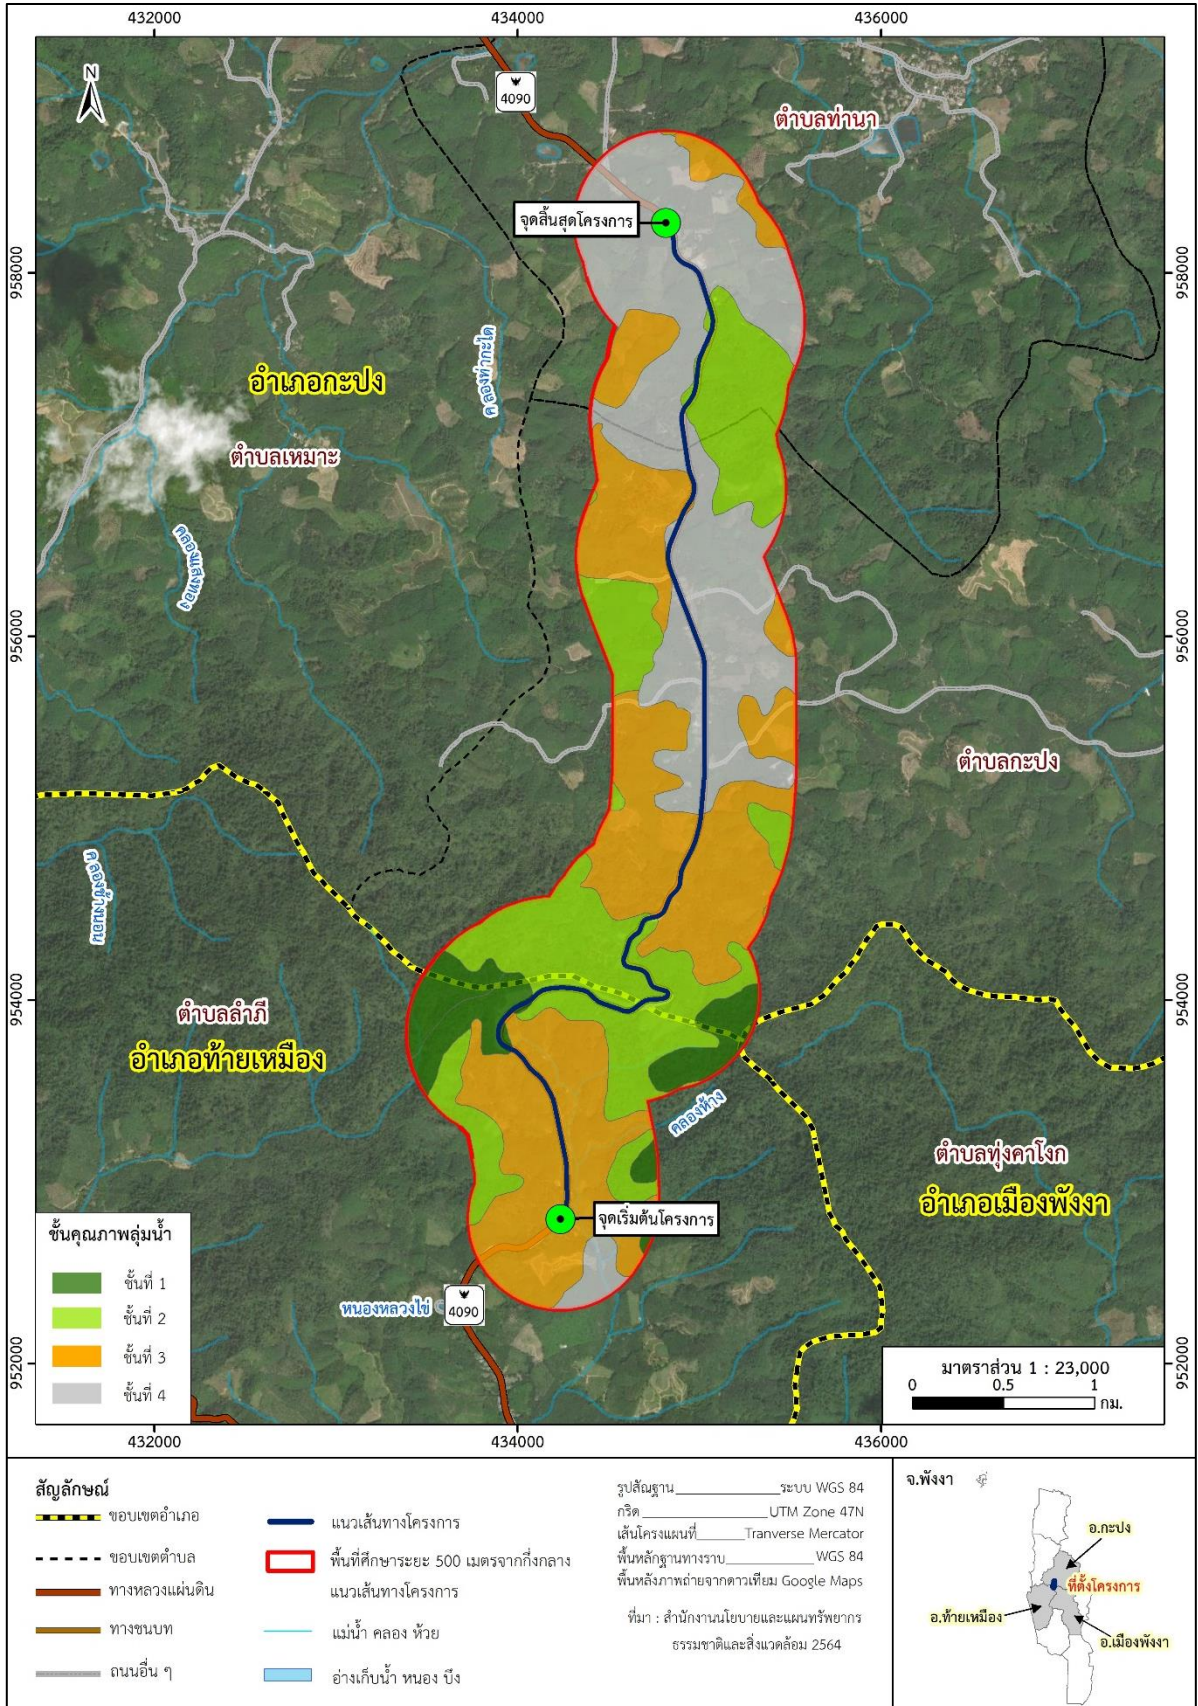 432000
434000
436000
N
4090
ตำบลท่านา
จุดสิ้นสุดโครงการ
958000
958000
คลองท่ากะได
อำเภอกะปง
ตำบลเหมาะ
คลองแสงทอง
956000
956000
ตำบลกะปง
คลองช้างนอน
954000
954000
ตำบลลำภี
อำเภอท้ายเหมือง
คลองห้าง
ตำบลทุ่งคาโงก
อำเภอเมืองพังงา
จุดเริ่มต้นโครงการ
ชั้นคุณภาพลุ่มน้ำ
ชั้นที่ 1
ชั้นที่ 2
ชั้นที่ 3
ชั้นที่ 4
หนองหลวงไข่
4090
952000
952000
มาตราส่วน 1 : 23,000
0 0.5 1
กม.
432000
434000
436000
สัญลักษณ์
ขอบเขตอำเภอ
ขอบเขตตำบล
ทางหลวงแผ่นดิน
ทางชนบท
ถนนอื่น ๆ
แนวเส้นทางโครงการ
พื้นที่ศึกษาระยะ 500 เมตรจากกึ่งกลาง
แนวเส้นทางโครงการ
แม่น้ำ คลอง ห้วย
อ่างเก็บน้ำ หนอง บึง
รูปสัณฐาน ระบบ WGS 84
กริด UTM Zone 47N
เส้นโครงแผนที่ Tranverse Mercator
พื้นหลักฐานทางราบ WGS 84
พื้นหลังภาพถ่ายจากดาวเทียม Google Maps
ที่มา : สำนักงานนโยบายและแผนทรัพยากร
ธรรมชาติและสิ่งแวดล้อม 2564
จ.พังงา
อ.กะปง
ที่ตั้งโครงการ
อ.ท้ายเหมือง
อ.เมืองพังงา